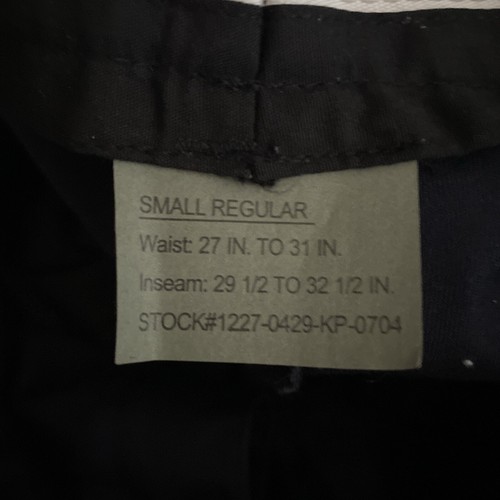 SMALL REGULAR
Waist: 27 IN. TO 31 IN.
Inseam: 29 1/2 TO 32 1/2 IN.
STOCK#1227-0429-KP-0704